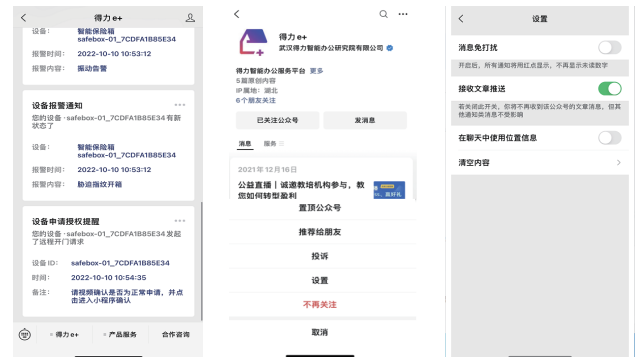 得力 e+
设备： 智能保险箱
safebox-01_7CDFA1B85E34
报警时间： 2022-10-10 10:53:12
报警内容： 振动告警
设备报警通知
您的设备·safebox-01_7CDFA1B85E34有新
状态了
设备： 智能保险箱
safebox-01_7CDFA1B85E34
报警时间： 2022-10-10 10:53:12
报警内容： 胁迫指纹开箱
设备申请授权提醒
您的设备·safebox-01_7CDFA1B85E34发起
了远程开门请求
设备 ID： safebox-01_7CDFA1B85E34
时间： 2022-10-10 10:54:35
备注： 请视频确认是否为正常申请，并点
击进入小程序确认
得力e+
产品服务
合作咨询
得力 e+
武汉得力智能办公研究院有限公司
得力智能办公服务平台 更多
5篇原创内容
IP属地：湖北
6个朋友关注
已关注公众号
发消息
消息 服务
2021年12月16日
公益直播｜诚邀教培机构参与，教
您如何转型盈利
置顶公众号
推荐给朋友
投诉
设置
不再关注
取消
设置
消息免打扰
开启后，所有通知将用红点显示，不再显示未读数字
接收文章推送
若关闭此开关，你将不再收到该公众号的文章消息，但其
他通知类消息不受影响
在聊天中使用位置信息
清空内容